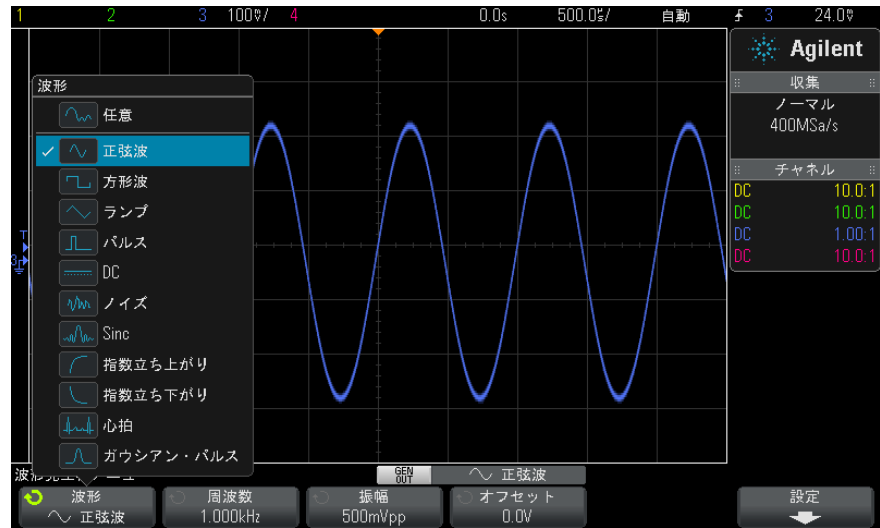 1 2 3 100㎷/ 4 0.0s 500.0㎲/ 自動 3 24.0㎷
Agilent
収集
ノーマル
400MSa/s
チャネル
DC 10.0:1
DC 10.0:1
DC 1.00:1
DC 10.0:1
T
3
波形
任意
正弦波
方形波
ランプ
パルス
DC
ノイズ
Sinc
指数立ち上がり
指数立ち下がり
心拍
ガウシアン・パルス
GEN OUT 正弦波
波形
正弦波
周波数
1.000kHz
振幅
500mVpp
オフセット
0.0V
設定